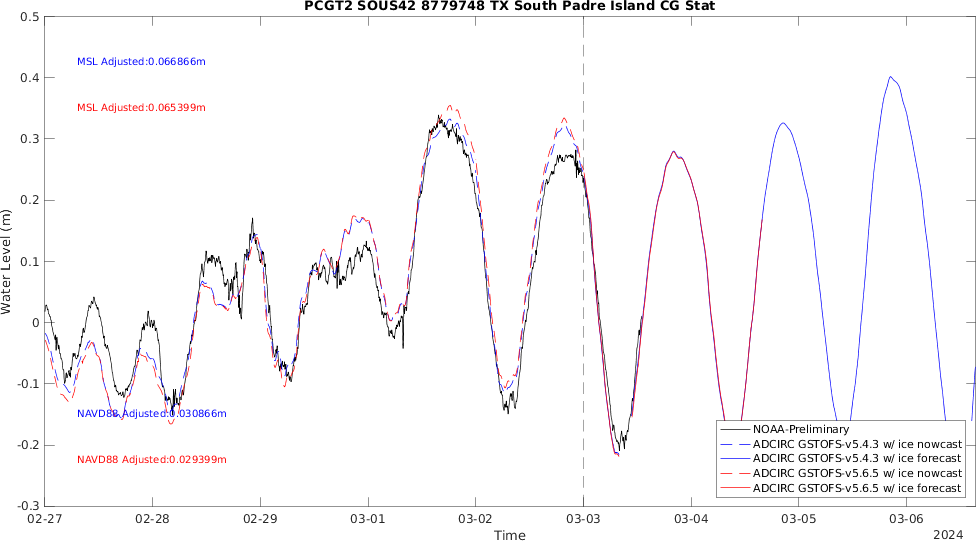 PCGT2 SOUS42 8779748 TX South Padre Island CG Stat
0.5
0.4
0.3
0.2
0.1
0
-0.1
-0.2
-0.3
Water Level (m)
MSL Adjusted:0.066866m
MSL Adjusted:0.065399m
NAVD88 Adjusted:0.030866m
NAVD88 Adjusted:0.029399m
NOAA-Preliminary
ADCIRC GSTOFS-v5.4.3 w/ ice nowcast
ADCIRC GSTOFS-v5.4.3 w/ ice forecast
ADCIRC GSTOFS-v5.6.5 w/ ice nowcast
ADCIRC GSTOFS-v5.6.5 w/ ice forecast
02-27 02-28 02-29 03-01 03-02 03-03 03-04 03-05 03-06
Time
2024